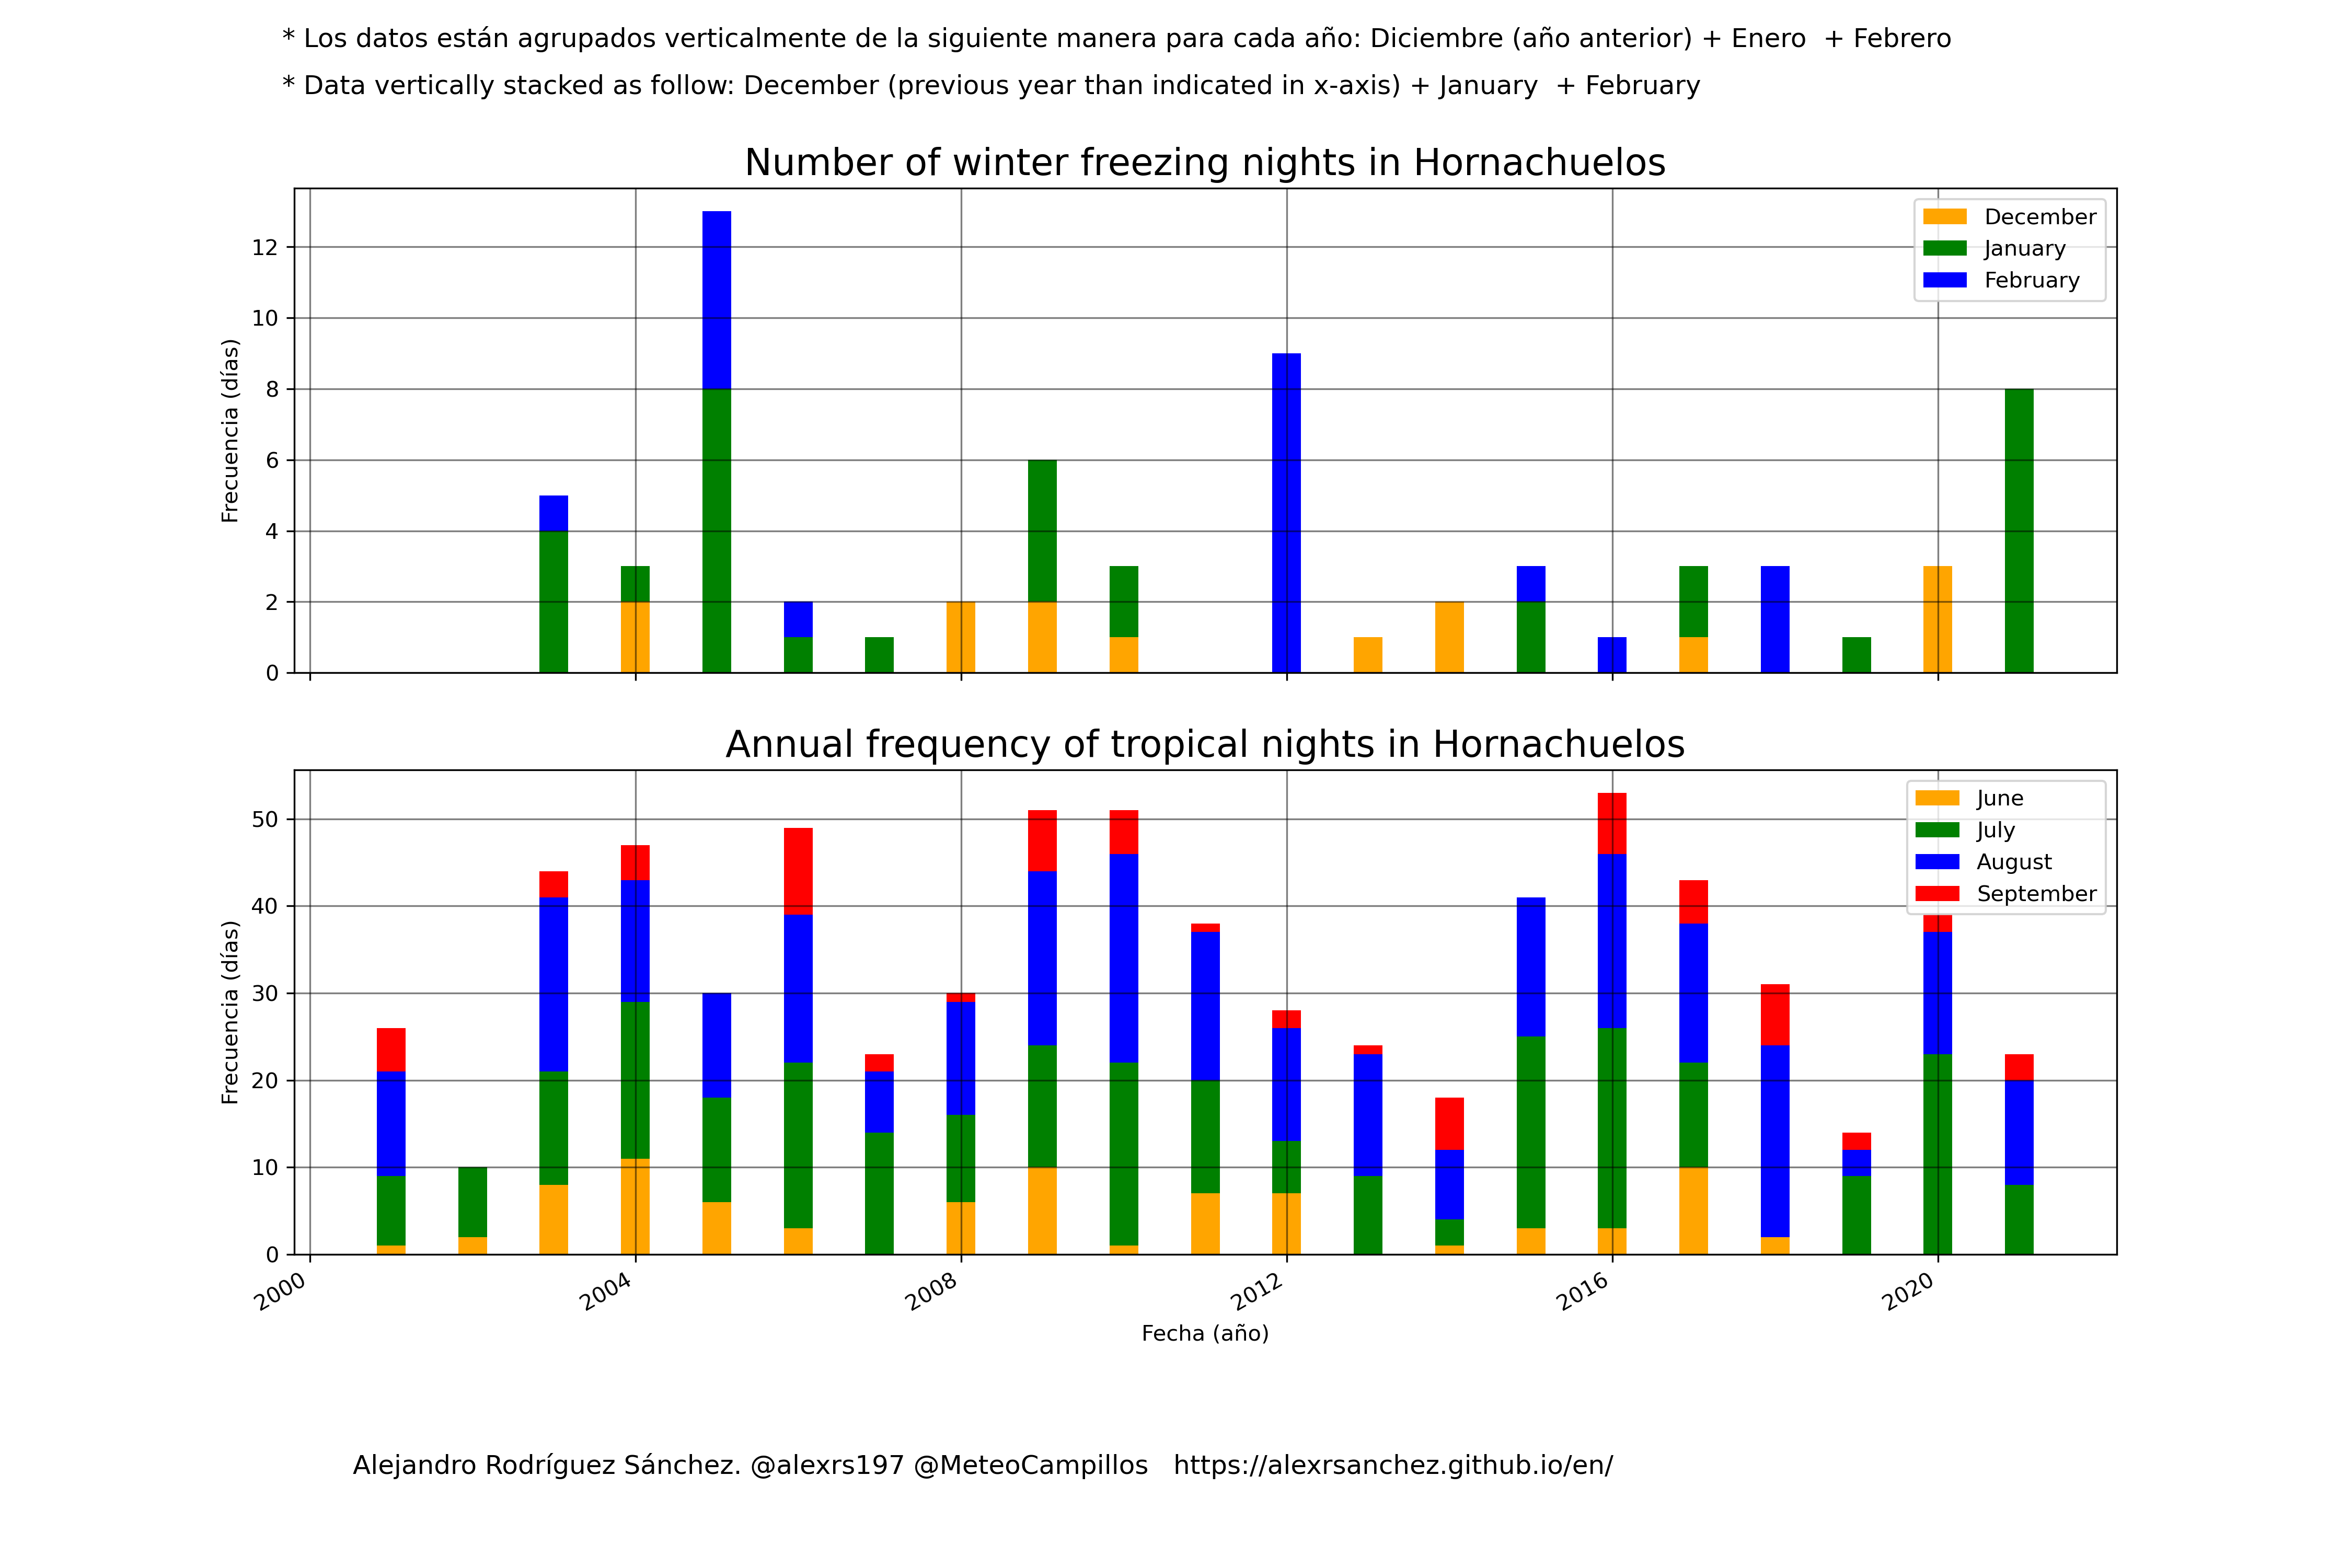 * Los datos están agrupados verticalmente de la siguiente manera para cada año: Diciembre (año anterior) + Enero  + Febrero
* Data vertically stacked as follow: December (previous year than indicated in x-axis) + January  + February
Number of winter freezing nights in Hornachuelos
December
January
February
Frecuencia (días)
12
10
8
6
4
2
0
Annual frequency of tropical nights in Hornachuelos
June
July
August
September
Frecuencia (días)
50
40
30
20
10
0
2000 2004 2008 2012 2016 2020
Fecha (año)
Alejandro Rodríguez Sánchez. @alexrs197 @MeteoCampillos   https://alexrsanchez.github.io/en/